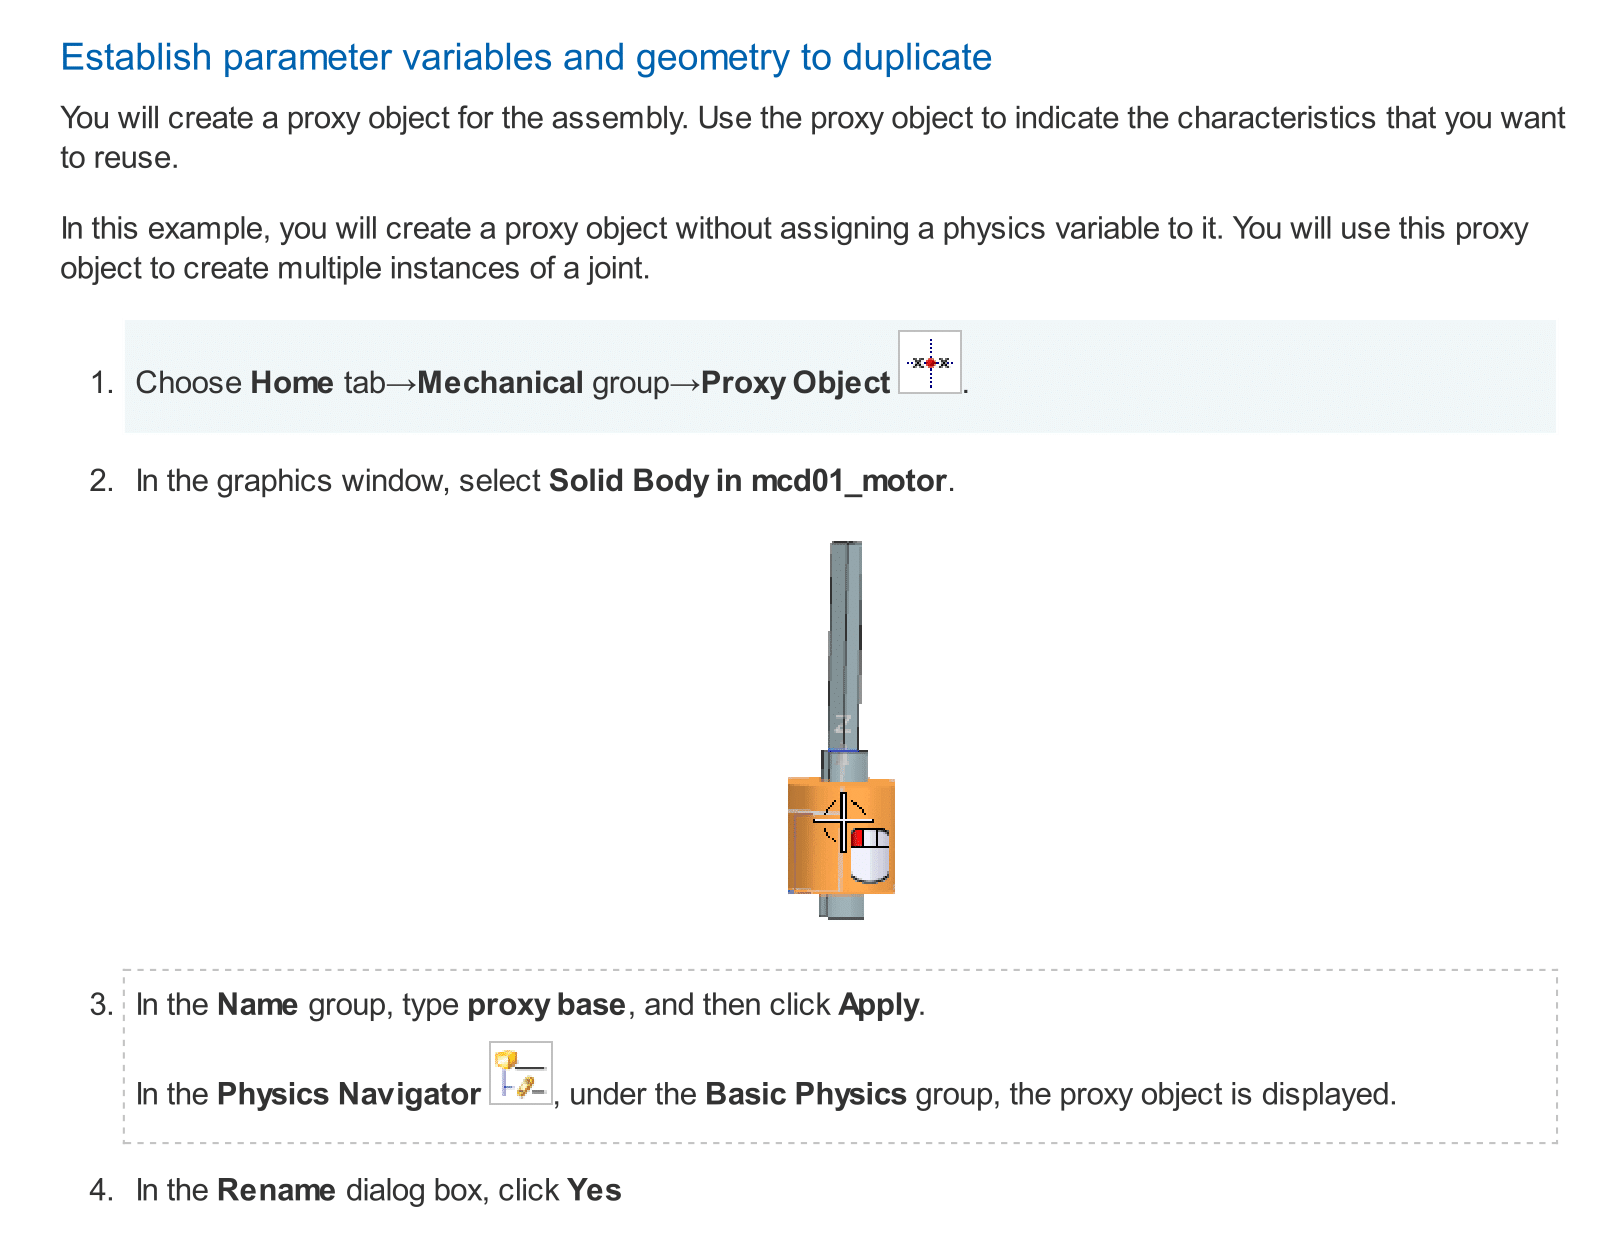 Establish parameter variables and geometry to duplicate
You will create a proxy object for the assembly. Use the proxy object to indicate the characteristics that you want
to reuse.
In this example, you will create a proxy object without assigning a physics variable to it. You will use this proxy
object to create multiple instances of a joint.
1. Choose Home tab→Mechanical group→Proxy Object .
2. In the graphics window, select Solid Body in mcd01_motor.
Z
3. In the Name group, type proxy base, and then click Apply.
In the Physics Navigator , under the Basic Physics group, the proxy object is displayed.
4. In the Rename dialog box, click Yes